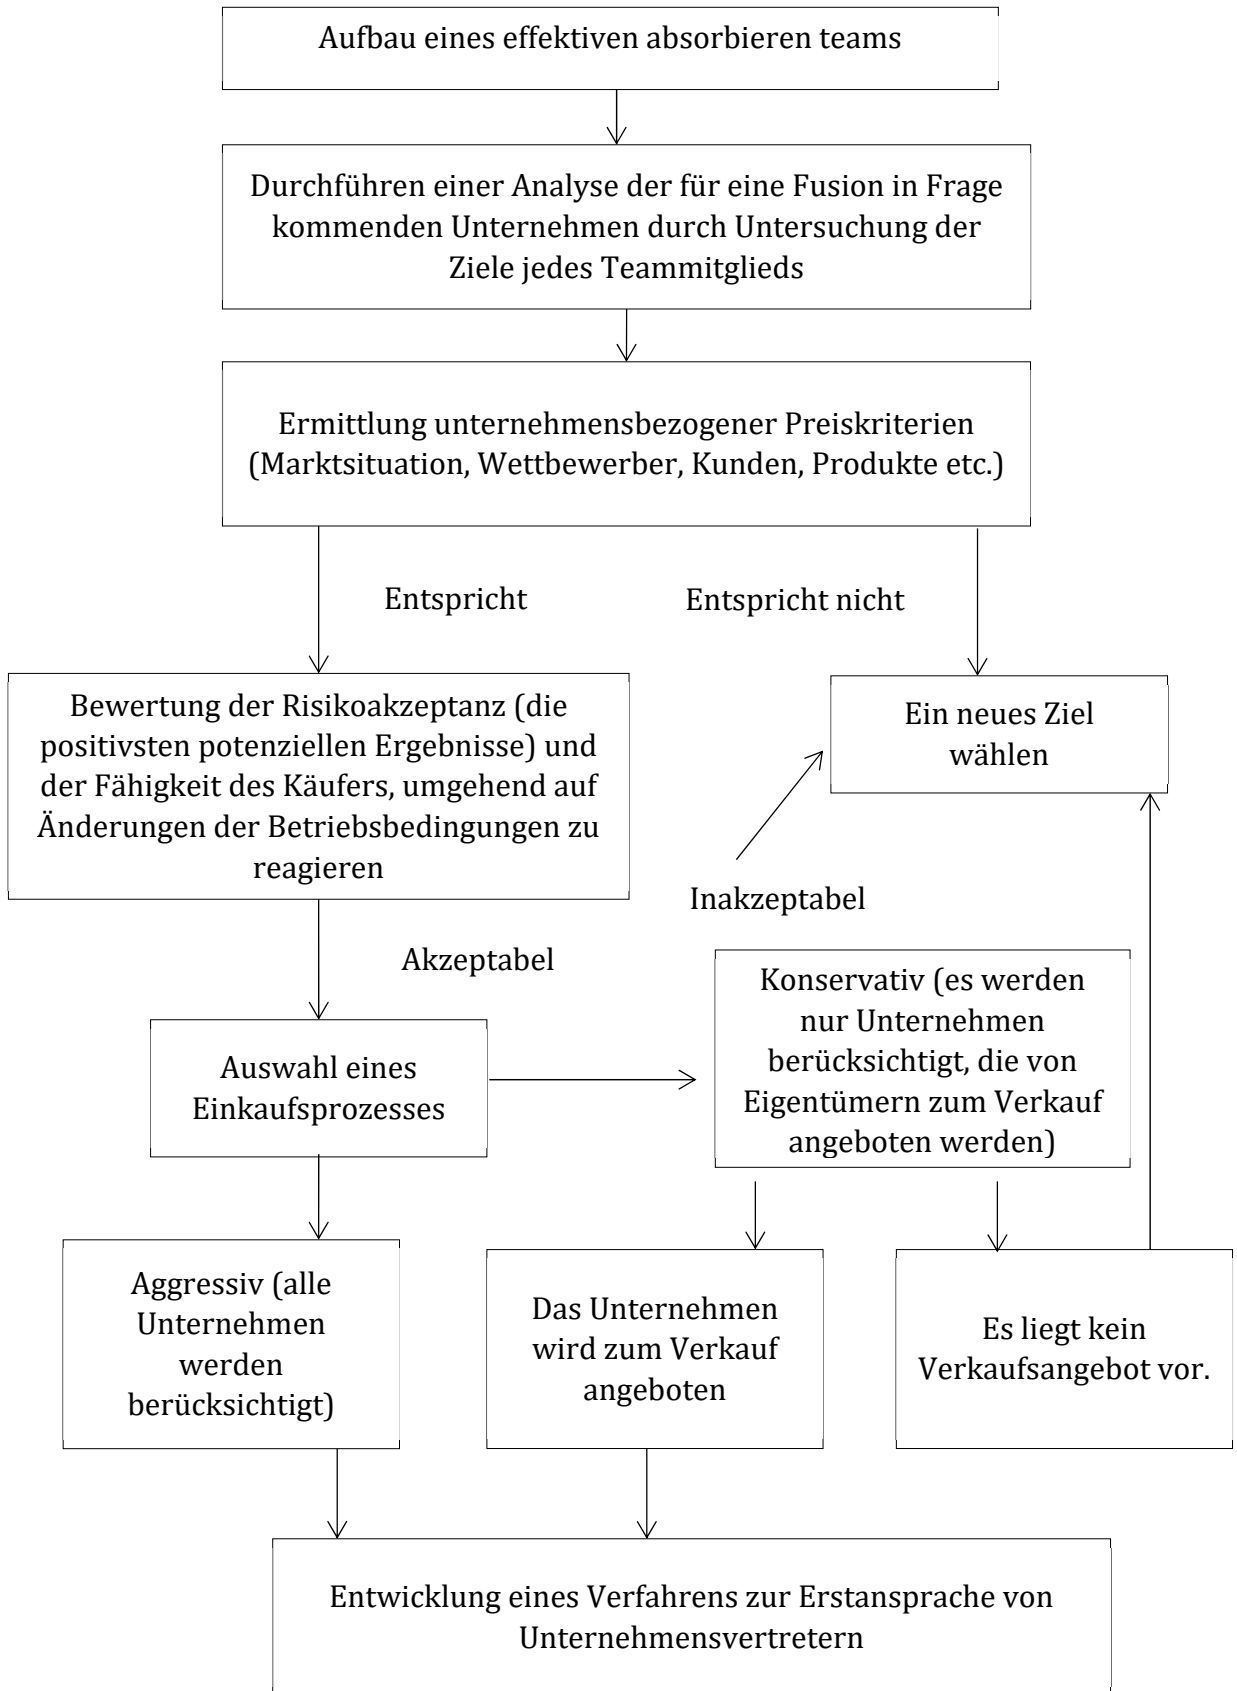 Aufbau eines effektiven absorbieren teams
Durchführen einer Analyse der für eine Fusion in Frage
kommenden Unternehmen durch Untersuchung der
Ziele jedes Teammitglieds
Ermittlung unternehmensbezogener Preiskriterien
(Marktsituation, Wettbewerber, Kunden, Produkte etc.)
Entspricht
Entspricht nicht
Bewertung der Risikoakzeptanz (die
positivsten potenziellen Ergebnisse) und
der Fähigkeit des Käufers, umgehend auf
Änderungen der Betriebsbedingungen zu
reagieren
Ein neues Ziel
wählen
Inakzeptabel
Akzeptabel
Auswahl eines
Einkaufsprozesses
Konservativ (es werden
nur Unternehmen
berücksichtigt, die von
Eigentümern zum Verkauf
angeboten werden)
Aggressiv (alle
Unternehmen
werden
berücksichtigt)
Das Unternehmen
wird zum Verkauf
angeboten
Es liegt kein
Verkaufsangebot vor.
Entwicklung eines Verfahrens zur Erstansprache von
Unternehmensvertretern